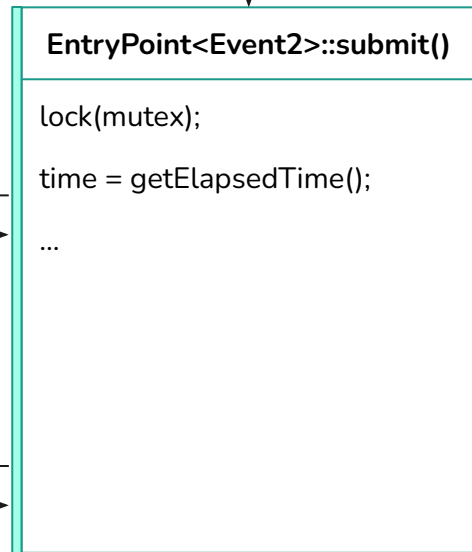 EntryPoint<Event2>::submit()
lock(mutex);
time = getElapsedTime();
...